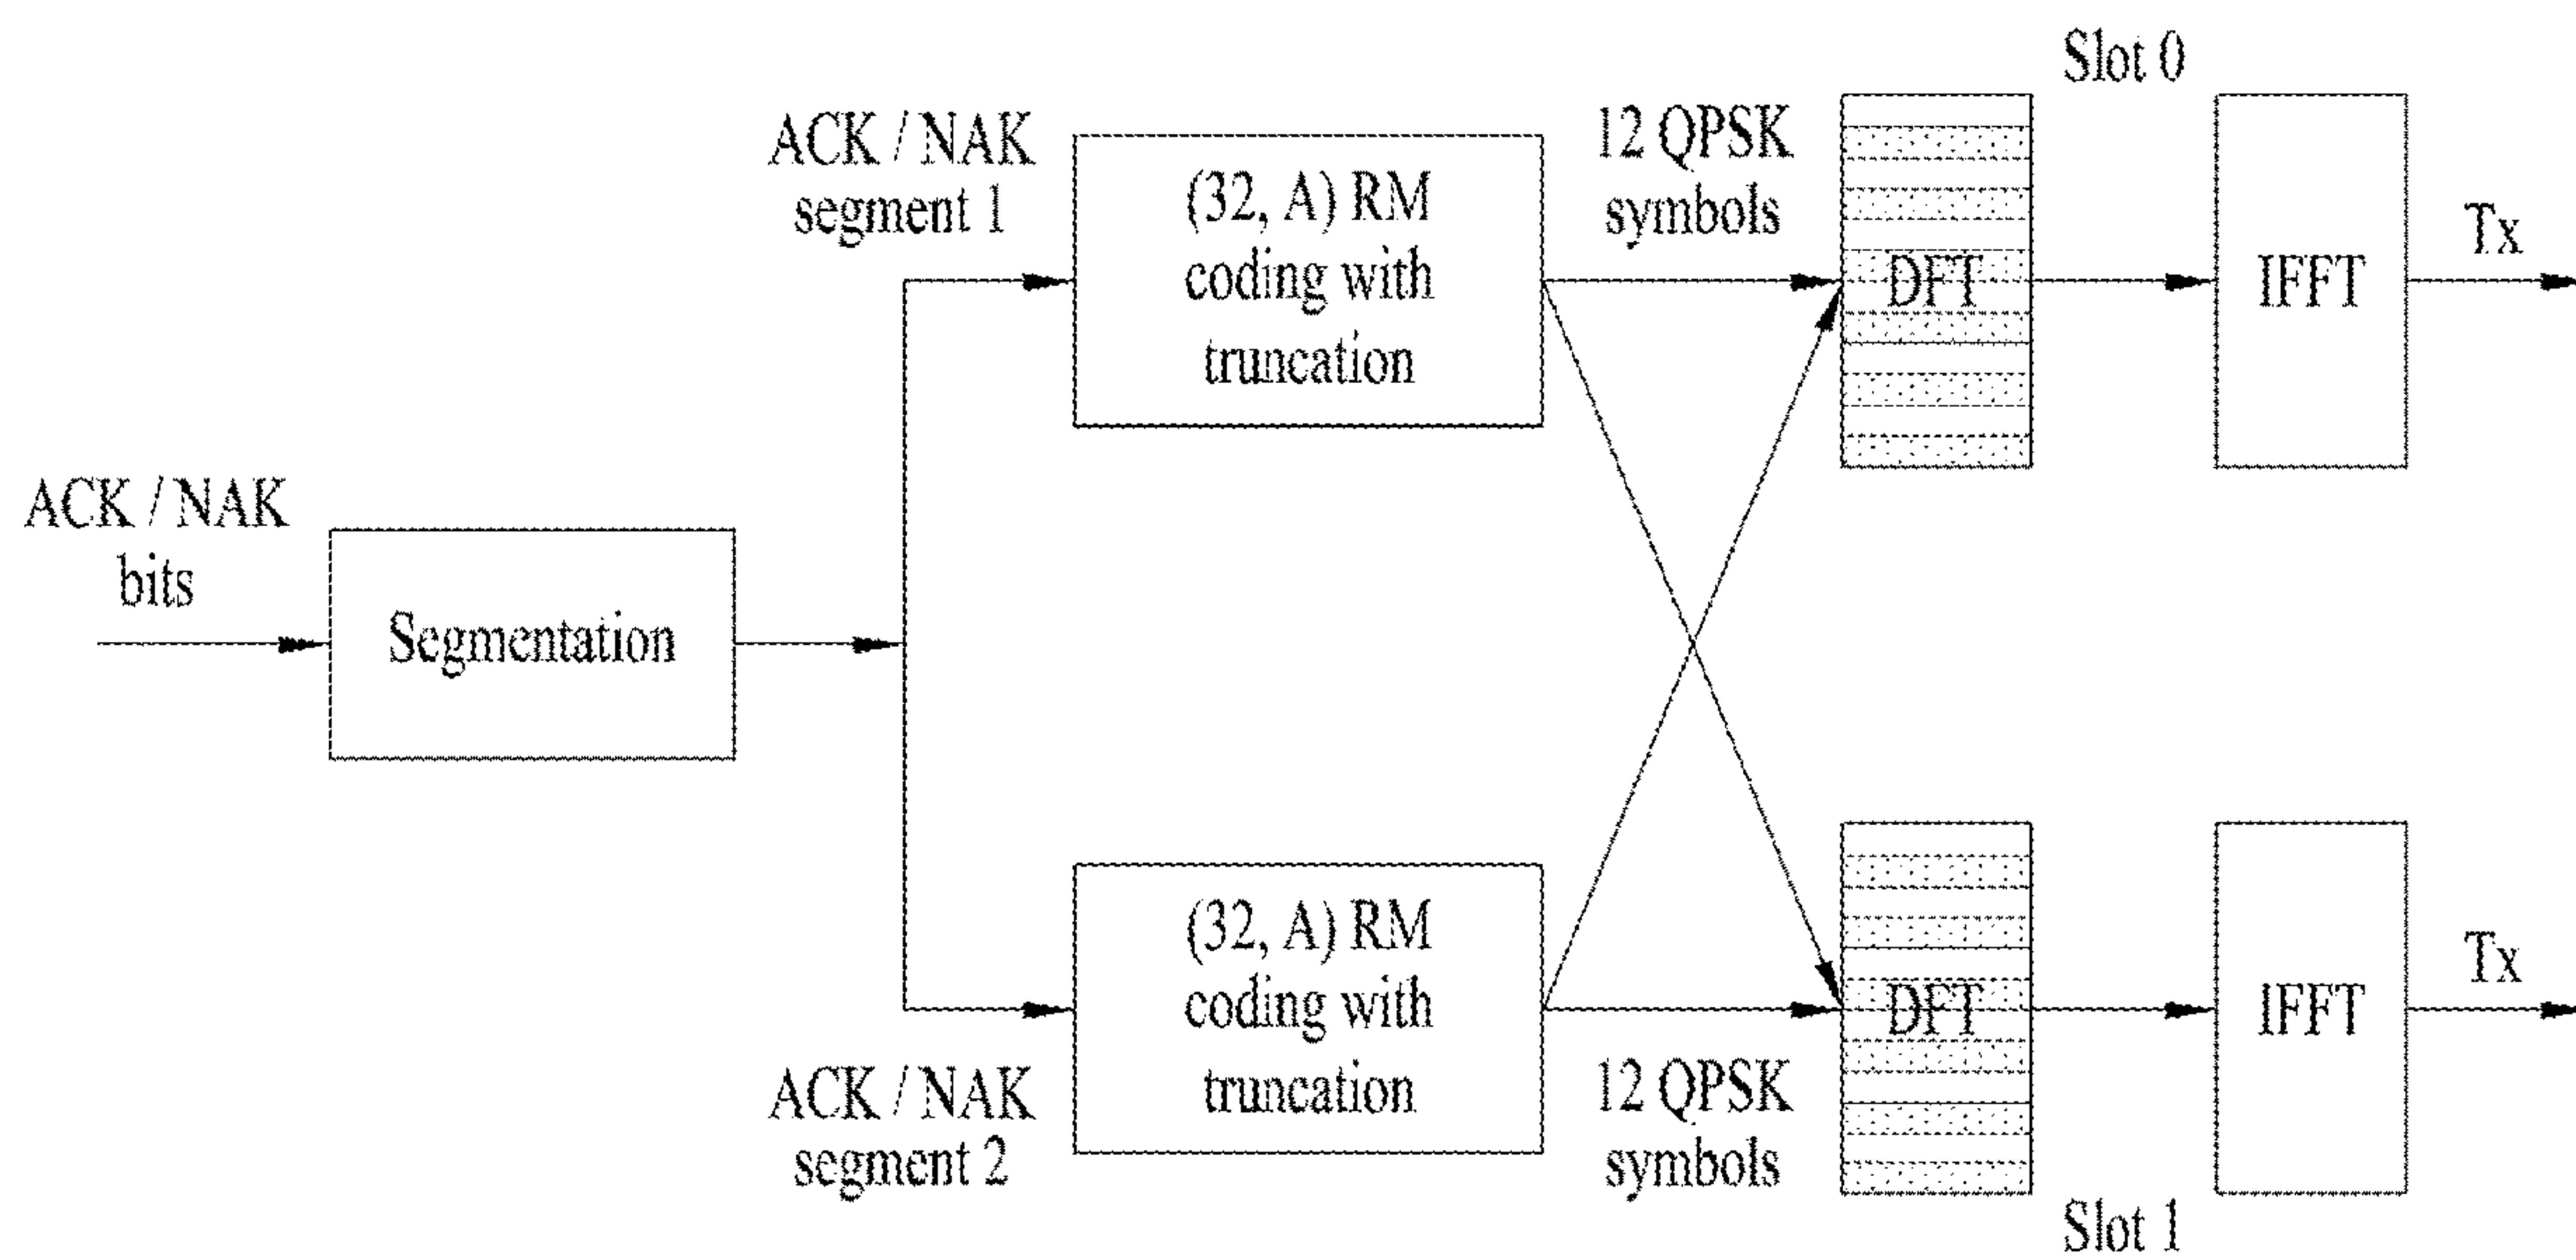 Slot 0
ACK / NAK
segment 1
(32, A) RM
coding with
truncation
12 QPSK
symbols
DFT
IFFT
Tx
ACK / NAK
bits
Segmentation
(32, A) RM
coding with
truncation
ACK / NAK
segment 2
12 QPSK
symbols
DFT
IFFT
Tx
Slot 1